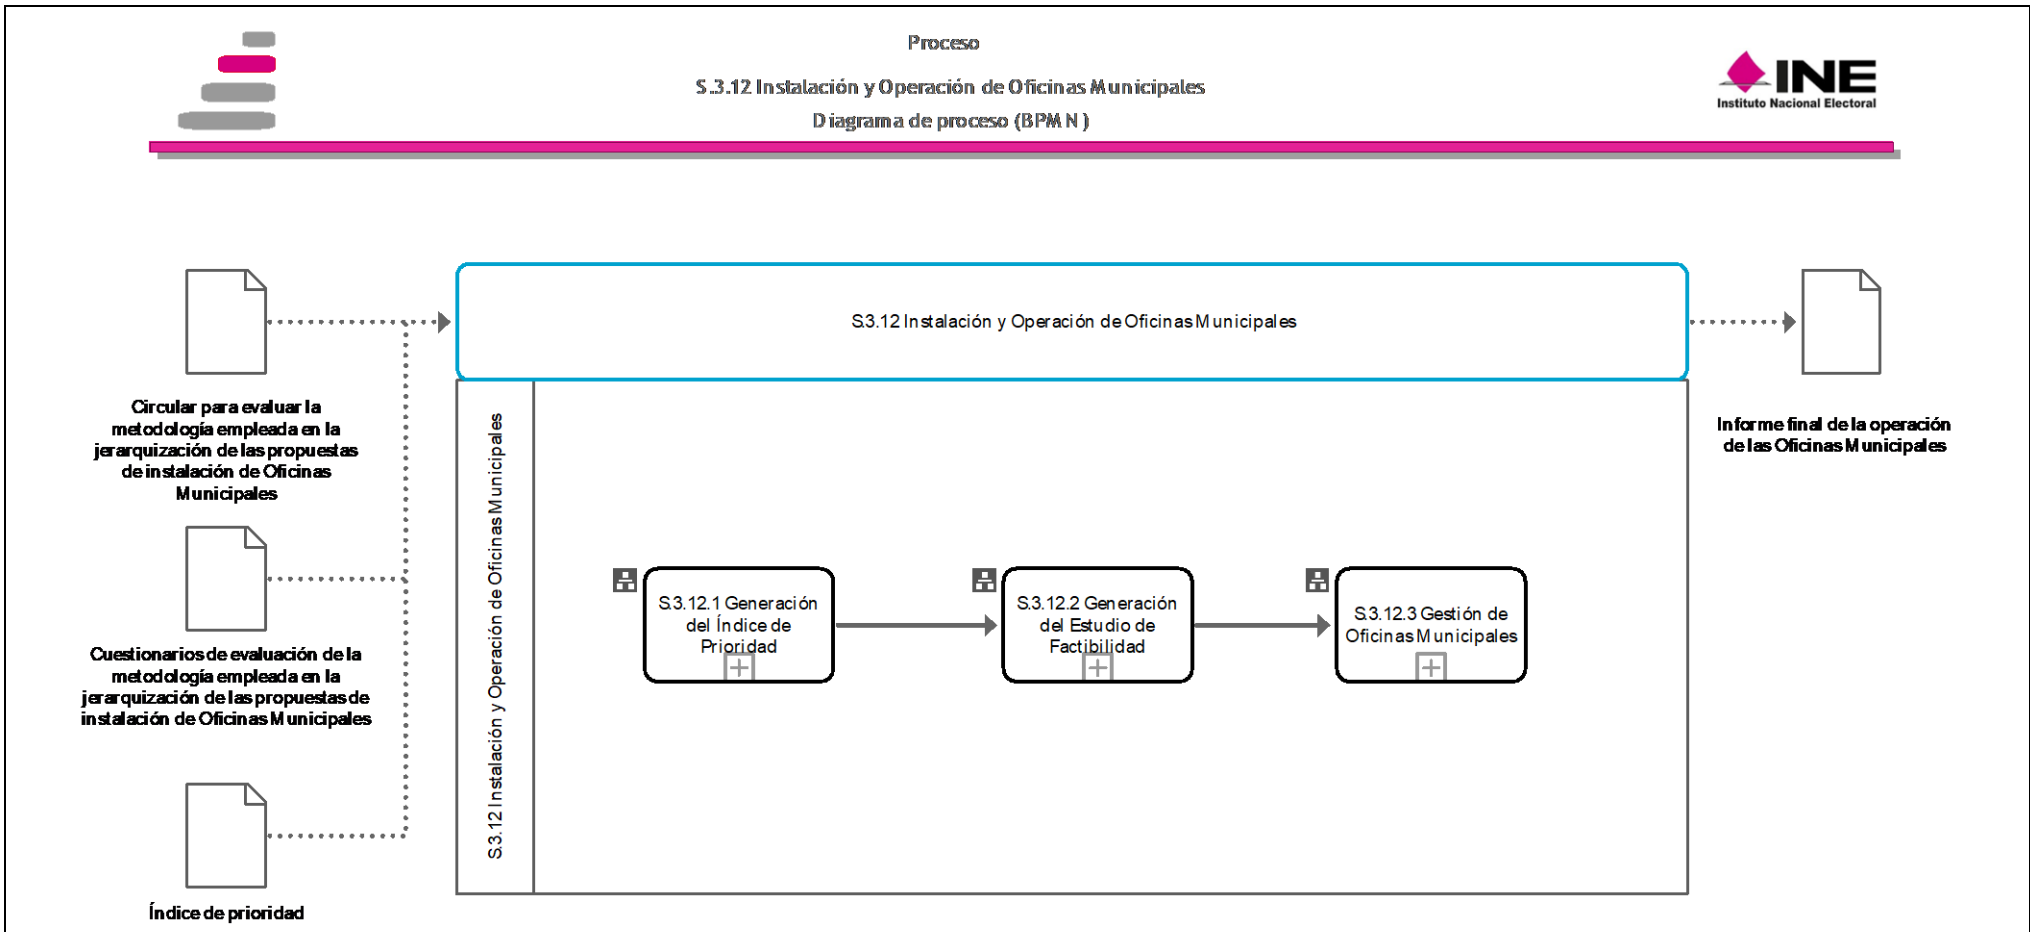 Proceso
S.3.12 Instalación y Operación de Oficinas Municipales
Diagrama de proceso (BPMN)
INE
Instituto Nacional Electoral
S.3.12 Instalación y Operación de Oficinas Municipales
Circular para evaluar la
metodología empleada en la
jerarquización de las propuestas
de instalación de Oficinas
Municipales
Cuestionarios de evaluación de la
metodología empleada en la
jerarquización de las propuestas de
instalación de Oficinas Municipales
Índice de prioridad
S.3.12 Instalación y Operación de Oficinas Municipales
S.3.12.1 Generación
del Índice de
Prioridad
S.3.12.2 Generación
del Estudio de
Factibilidad
S.3.12.3 Gestión de
Oficinas Municipales
Informe final de la operación
de las Oficinas Municipales